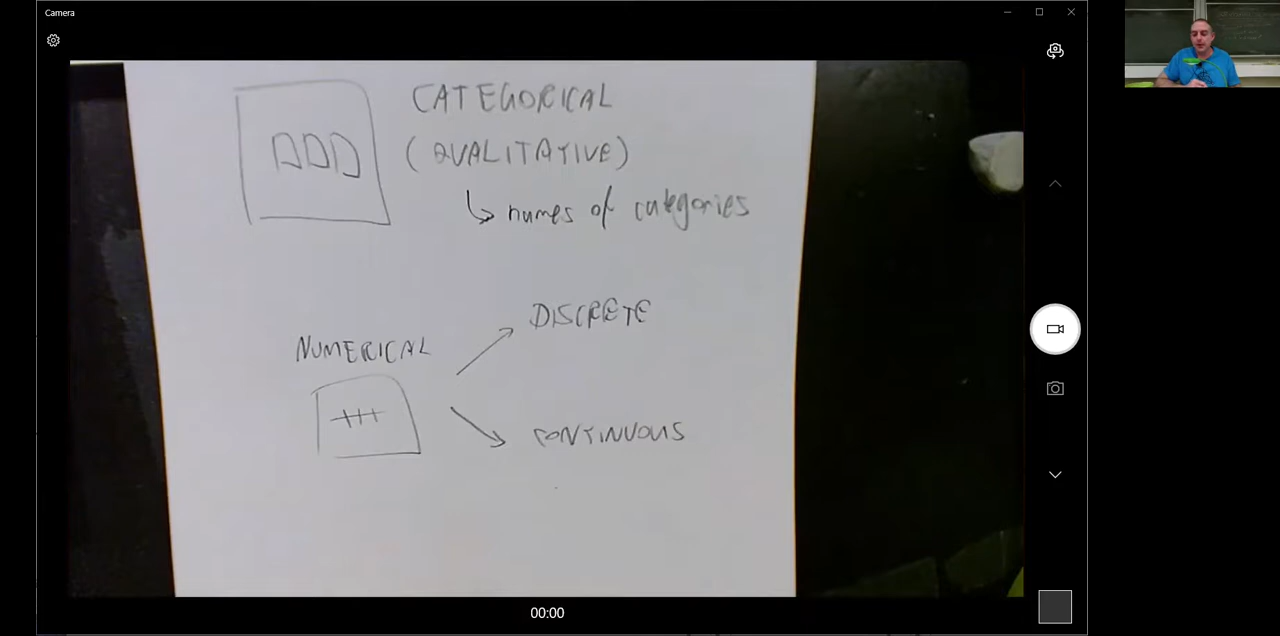 Camera
CATEGORICAL
(QUALITATIVE)
names of categories
DISCRETE
NUMERICAL
CONTINUOUS
00:00